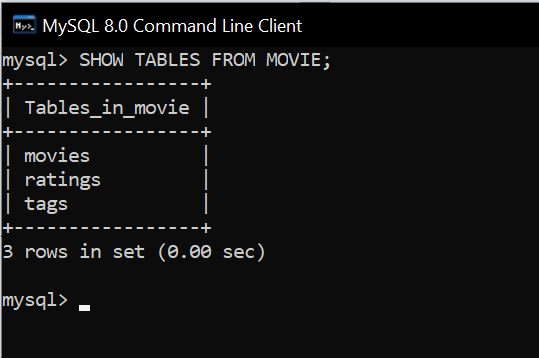 MySQL 8.0 Command Line Client
mysql> SHOW TABLES FROM MOVIE;
+-----------------+
| Tables_in_movie |
+-----------------+
| movies          |
| ratings         |
| tags            |
+-----------------+
3 rows in set (0.00 sec)
mysql>